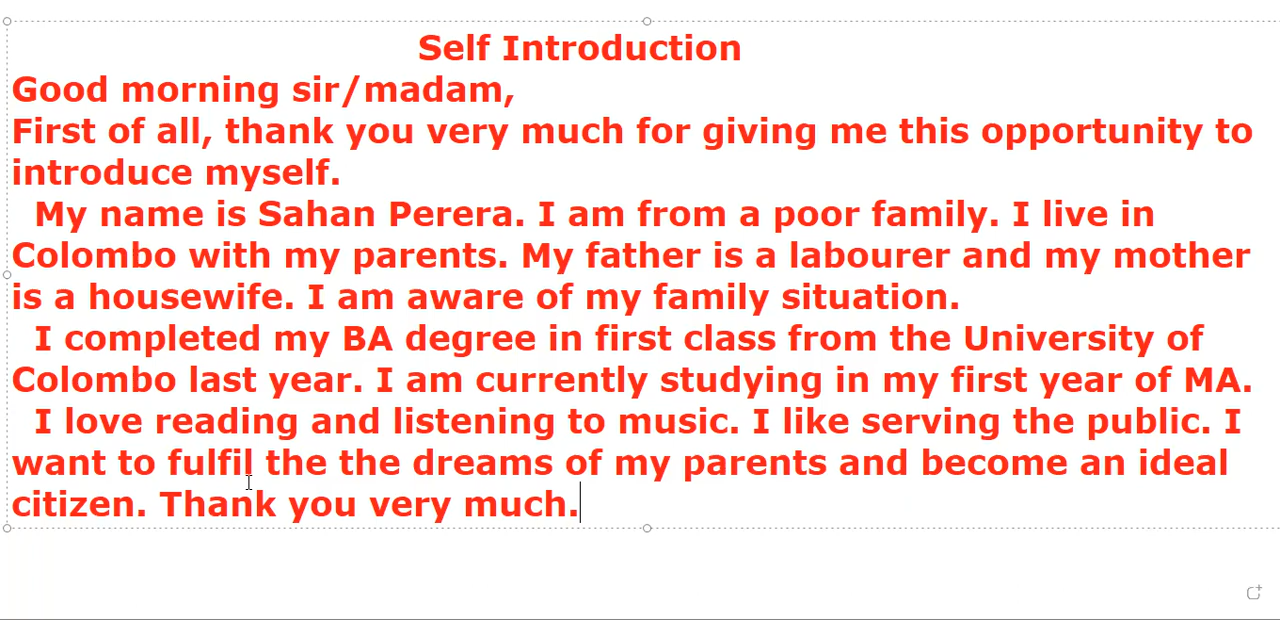 Self Introduction
Good morning sir/madam,
First of all, thank you very much for giving me this opportunity to
introduce myself.
My name is Sahan Perera. I am from a poor family. I live in
Colombo with my parents. My father is a labourer and my mother
is a housewife. I am aware of my family situation.
I completed my BA degree in first class from the University of
Colombo last year. I am currently studying in my first year of MA.
I love reading and listening to music. I like serving the public. I
want to fulfil the the dreams of my parents and become an ideal
citizen. Thank you very much.